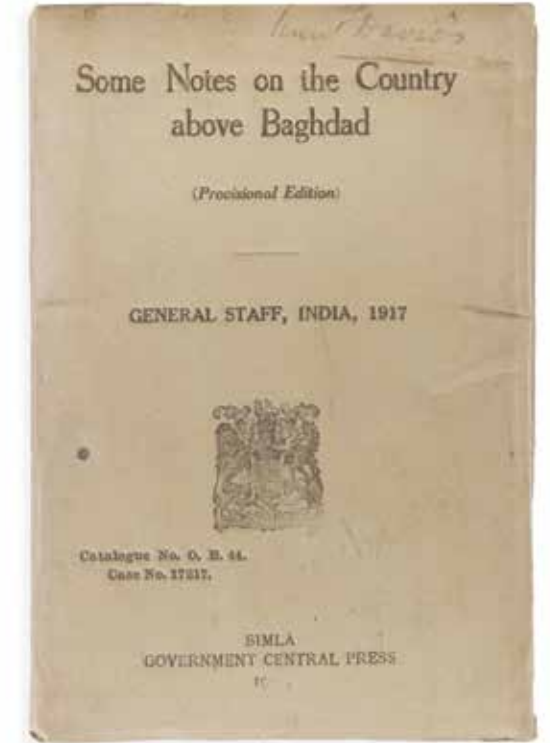 Davies
Some Notes on the Country
above Baghdad
(Provisional Edition)
GENERAL STAFF, INDIA, 1917
Catalogue No. O. B. 44.
Case No. 17217.
SIMLA
GOVERNMENT CENTRAL PRESS